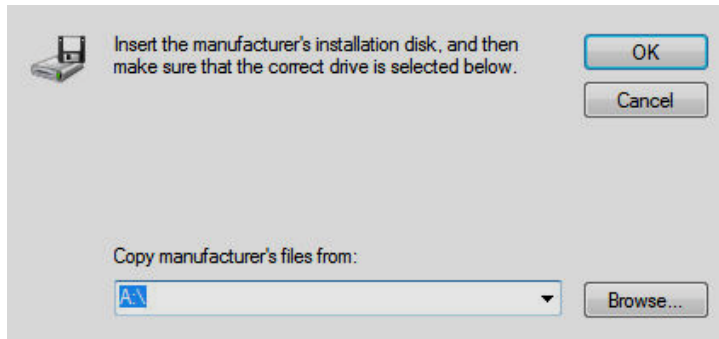 Insert the manufacturer's installation disk, and then
make sure that the correct drive is selected below.
OK
Cancel
Copy manufacturer's files from:
A:\
Browse...